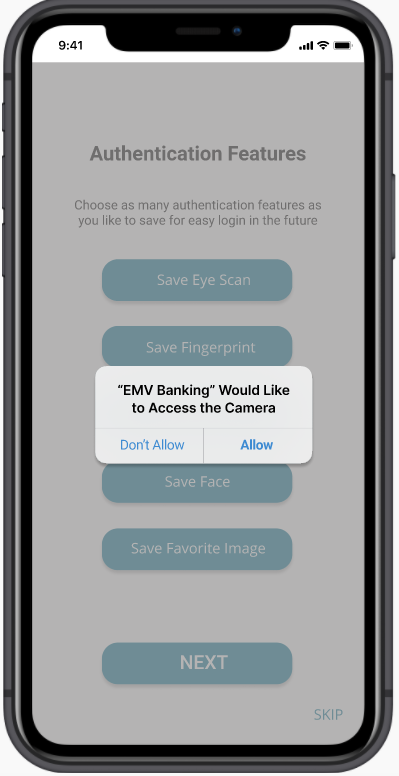 9:41
Authentication Features
Choose as many authentication features as
you like to save for easy login in the future
Save Eye Scan
Save Fingerprint
“EMV Banking” Would Like
to Access the Camera
Don’t Allow
Allow
Save Face
Save Favorite Image
NEXT
SKIP